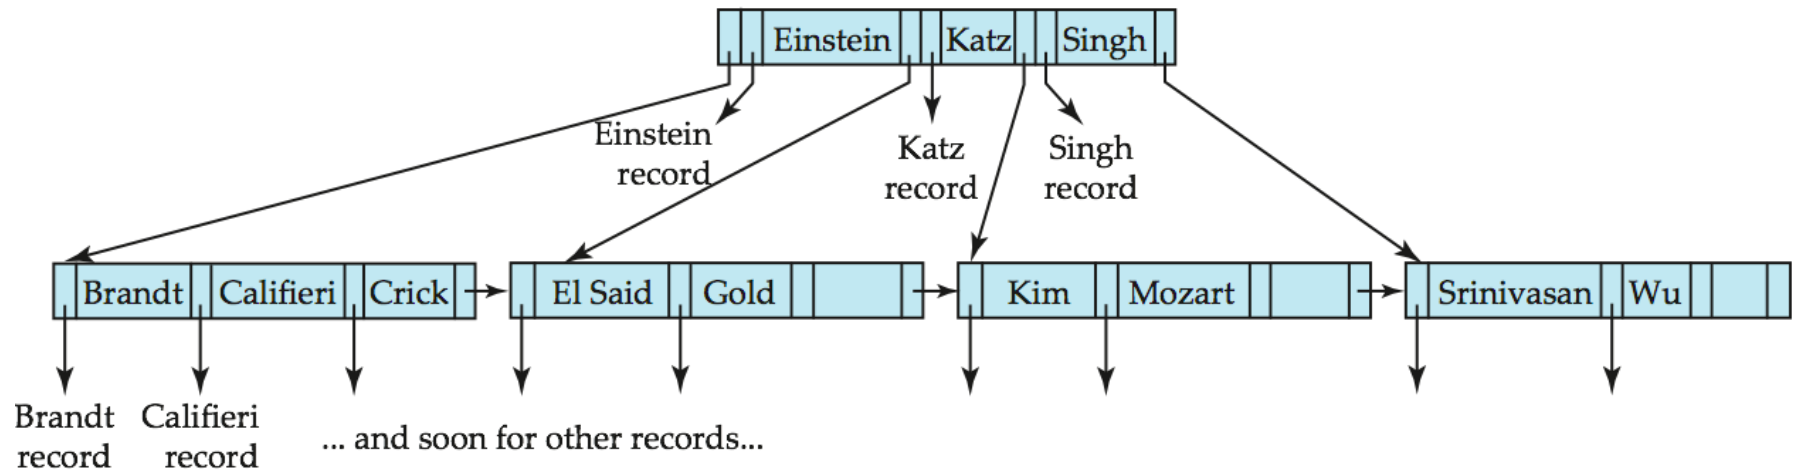 Einstein Katz Singh
Einstein
record
Katz
record
Singh
record
Brandt Califieri Crick El Said Gold Kim Mozart Srinivasan Wu
Brandt
record
Califieri
record
... and soon for other records...